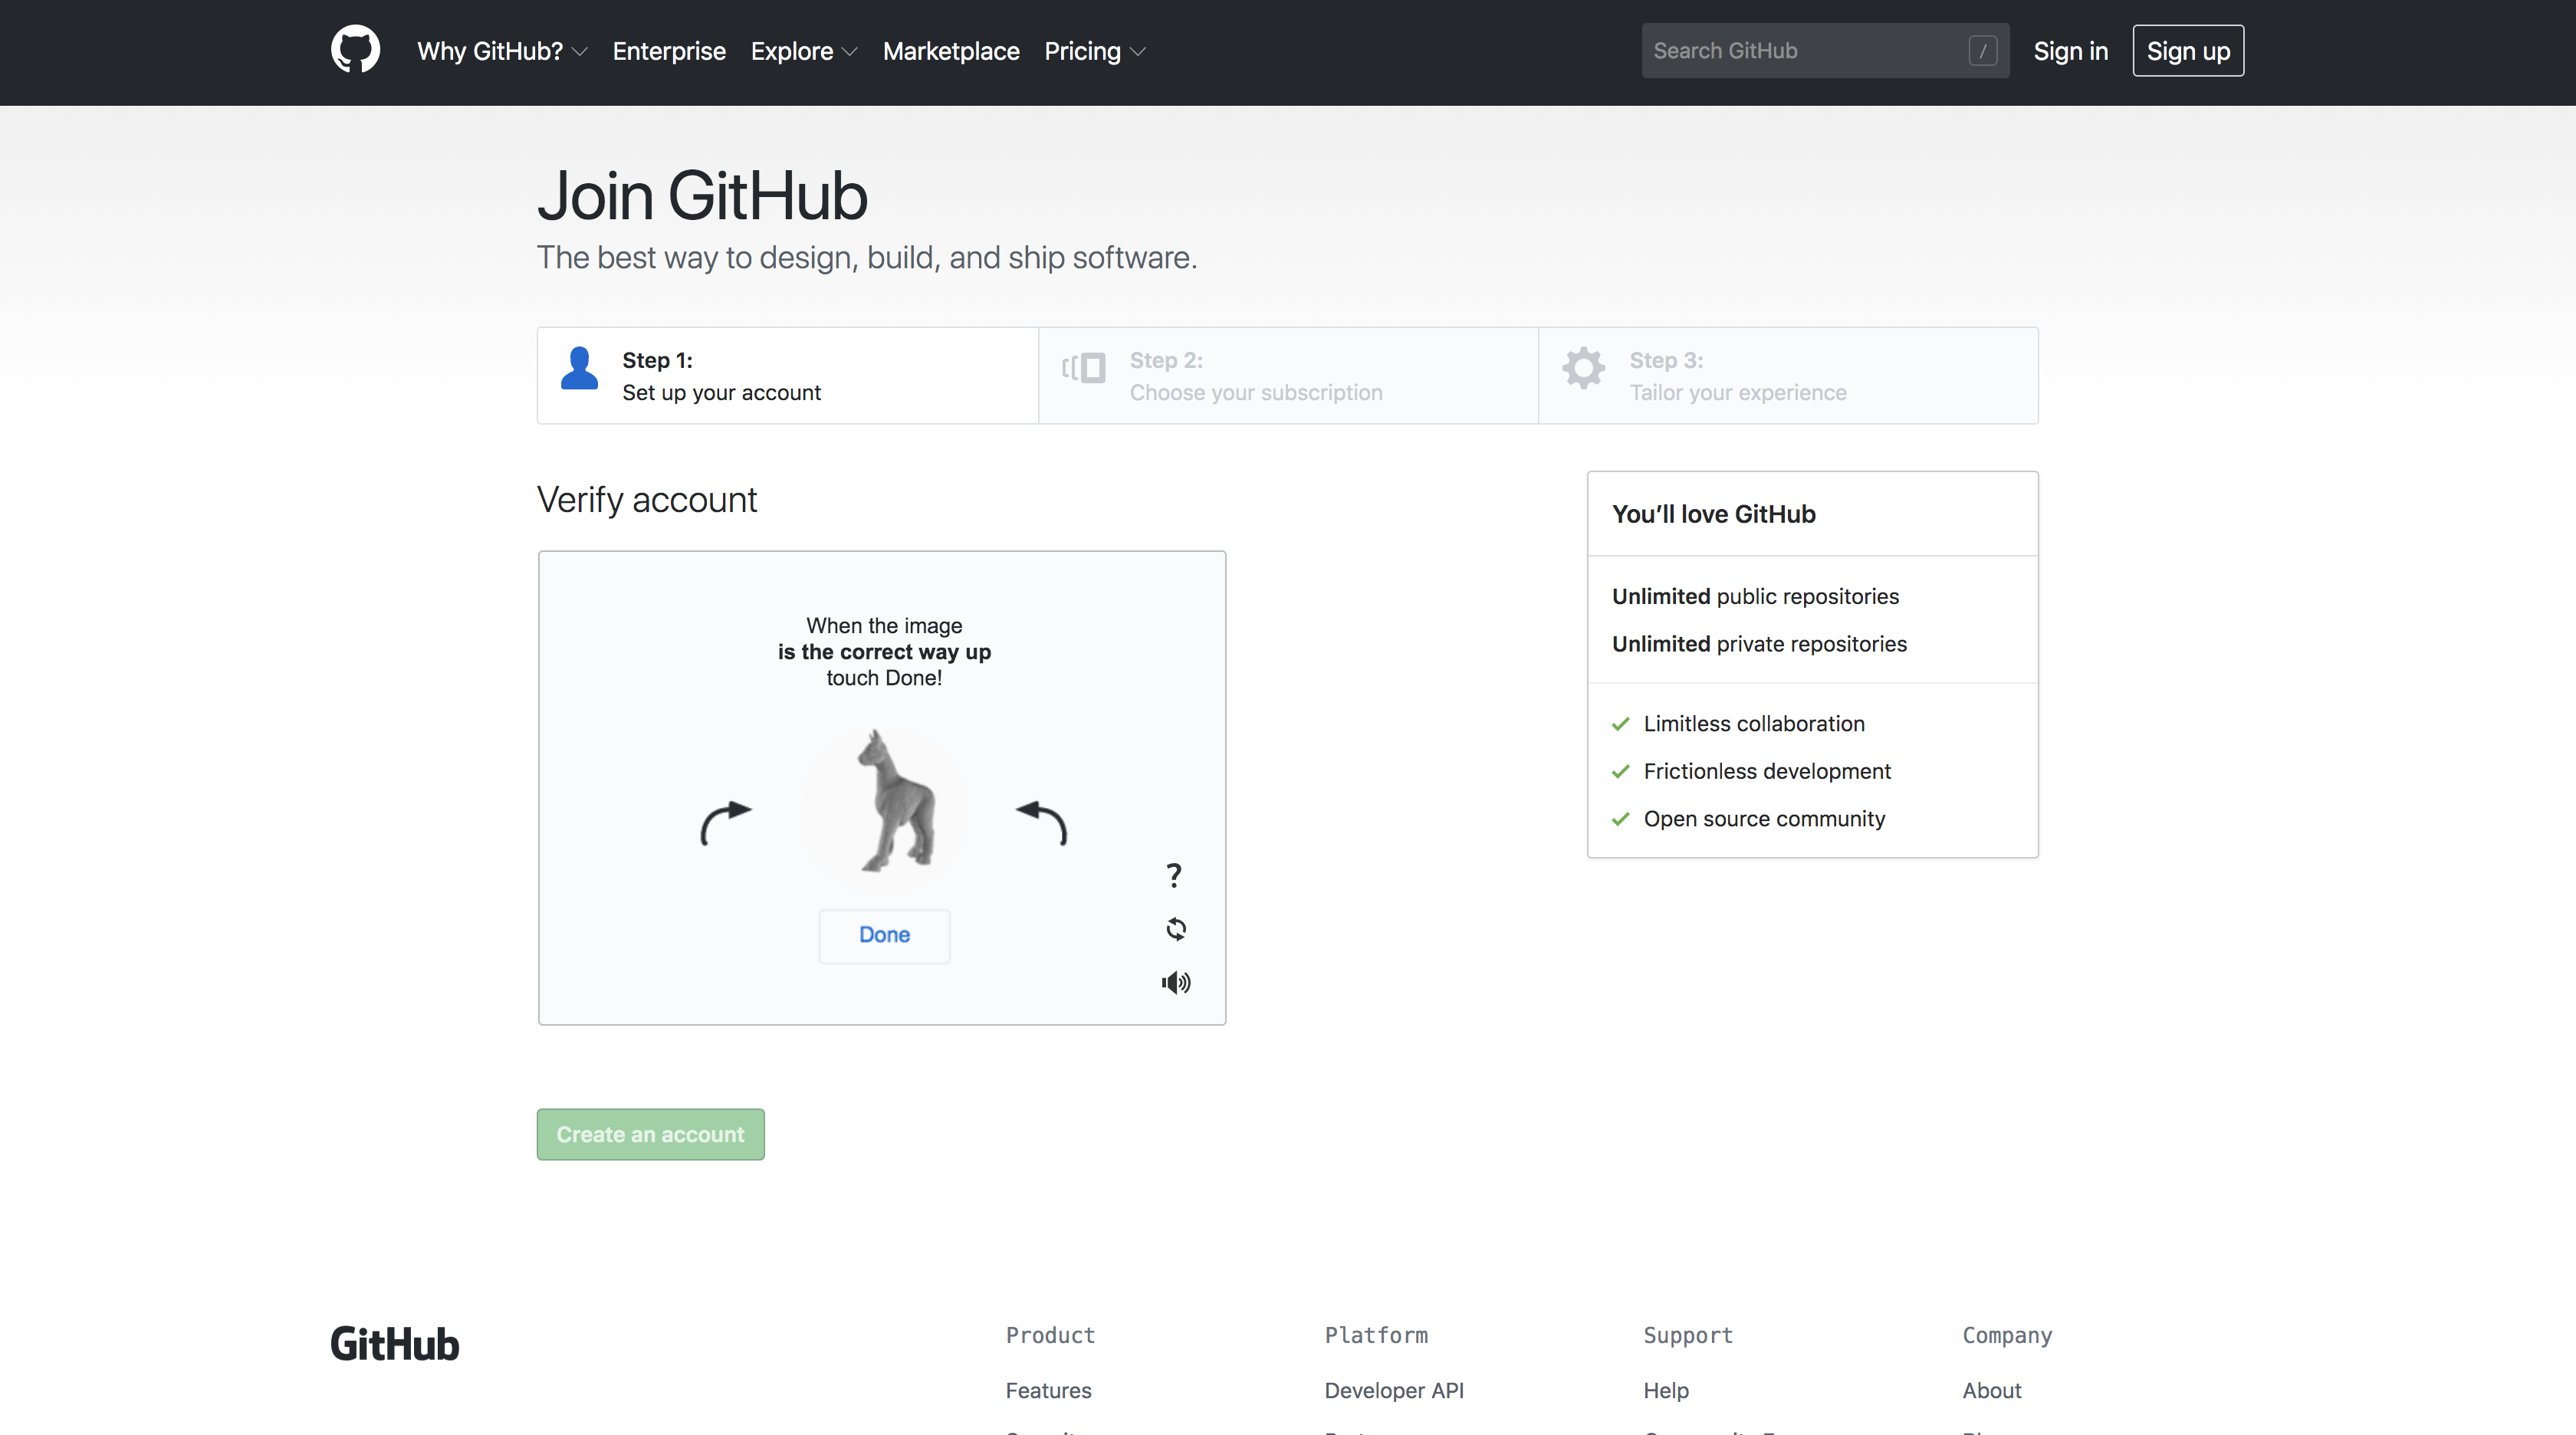 Why GitHub? Enterprise Explore Marketplace Pricing Search GitHub / Sign in Sign up
Join GitHub
The best way to design, build, and ship software.
Step 1:
Set up your account
Step 2:
Choose your subscription
Step 3:
Tailor your experience
Verify account
When the image
is the correct way up
touch Done!
Done
?
Create an account
You’ll love GitHub
Unlimited public repositories
Unlimited private repositories
Limitless collaboration
Frictionless development
Open source community
GitHub
Product
Features
Platform
Developer API
Support
Help
Company
About